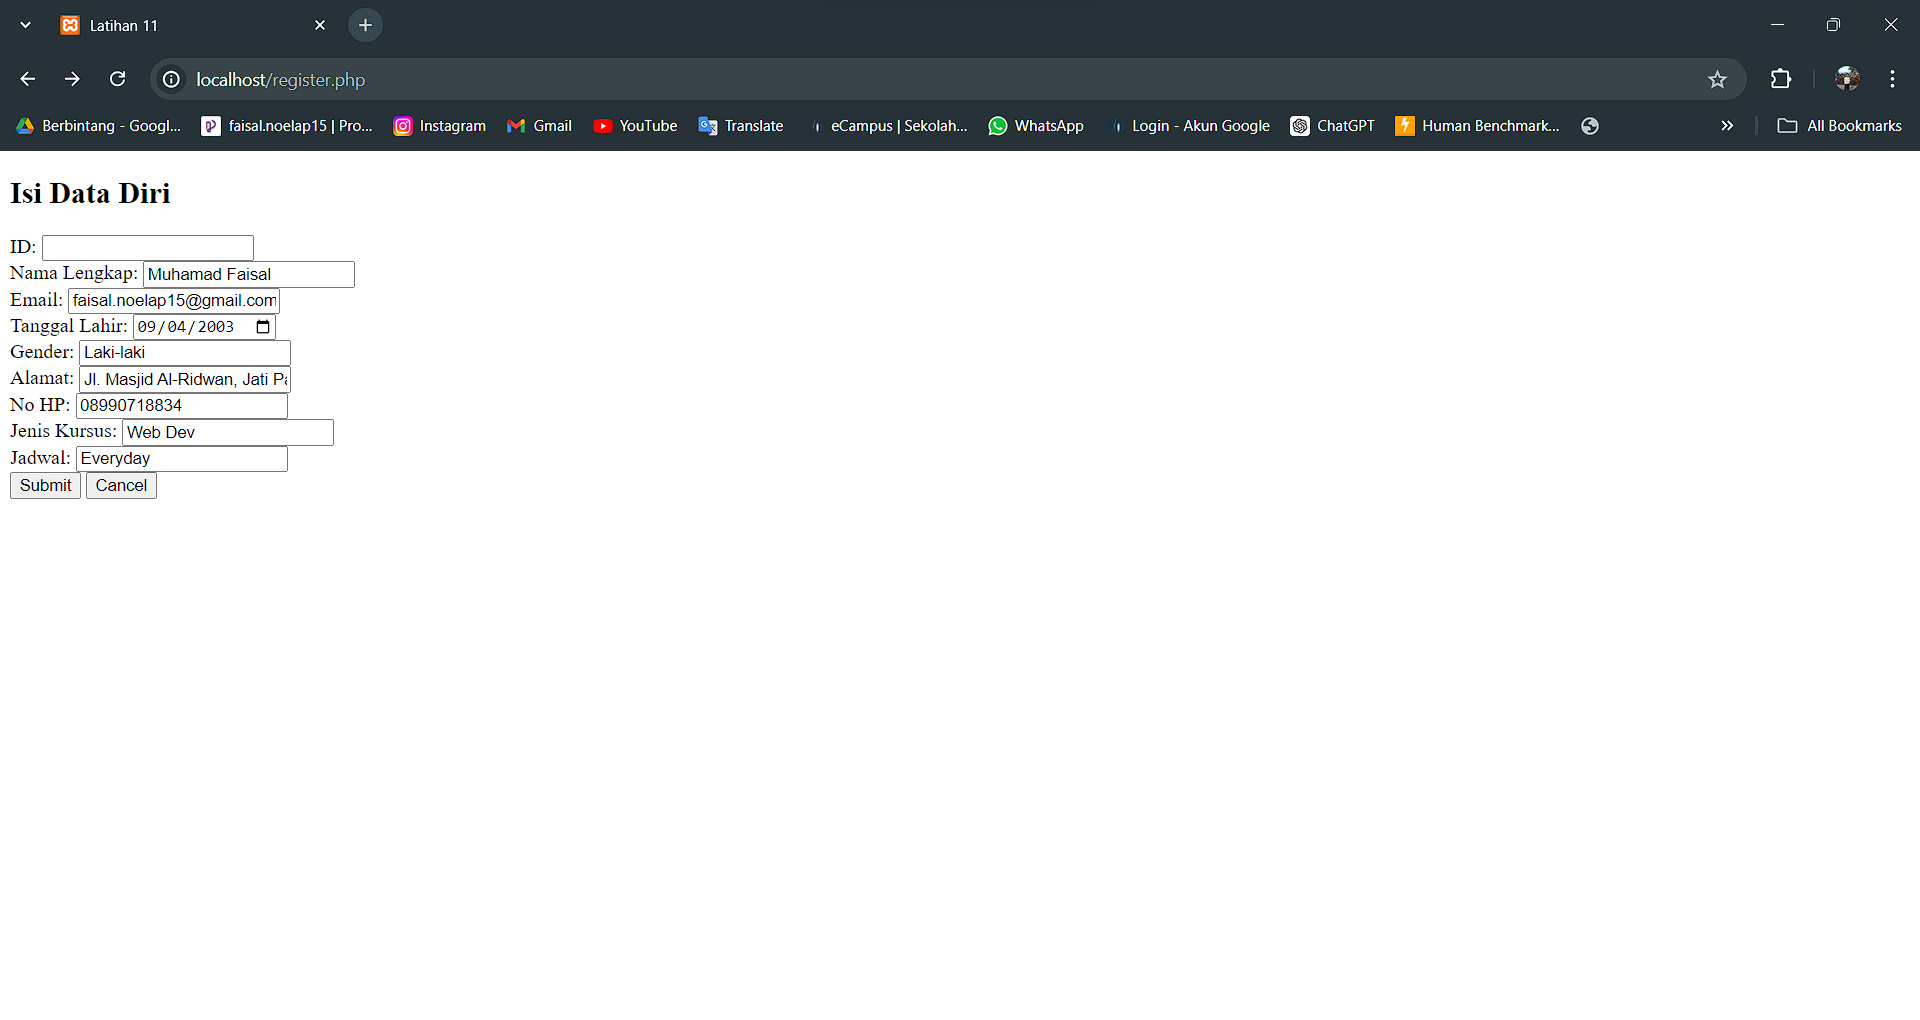 Latihan 11
localhost/register.php
Berbintang - Googl... faisal.noelap15 | Pro... Instagram Gmail YouTube Translate eCampus | Sekolah... WhatsApp Login - Akun Google ChatGPT Human Benchmark... All Bookmarks
Isi Data Diri
ID:
Nama Lengkap: Muhamad Faisal
Email: faisal.noelap15@gmail.com
Tanggal Lahir: 09/04/2003
Gender: Laki-laki
Alamat: Jl. Masjid Al-Ridwan, Jati Pa
No HP: 08990718834
Jenis Kursus: Web Dev
Jadwal: Everyday
Submit Cancel